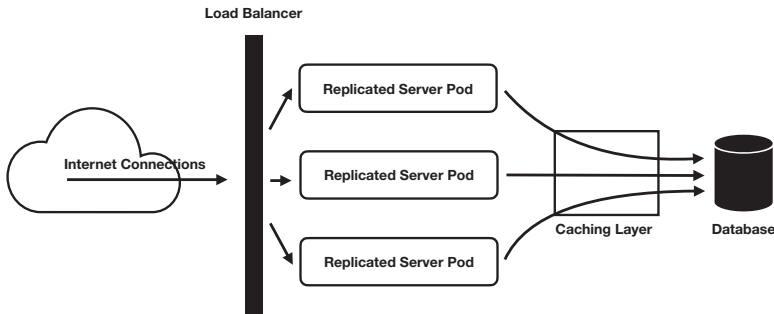 Load Balancer
Replicated Server Pod
Internet Connections
Replicated Server Pod
Caching Layer
Database
Replicated Server Pod